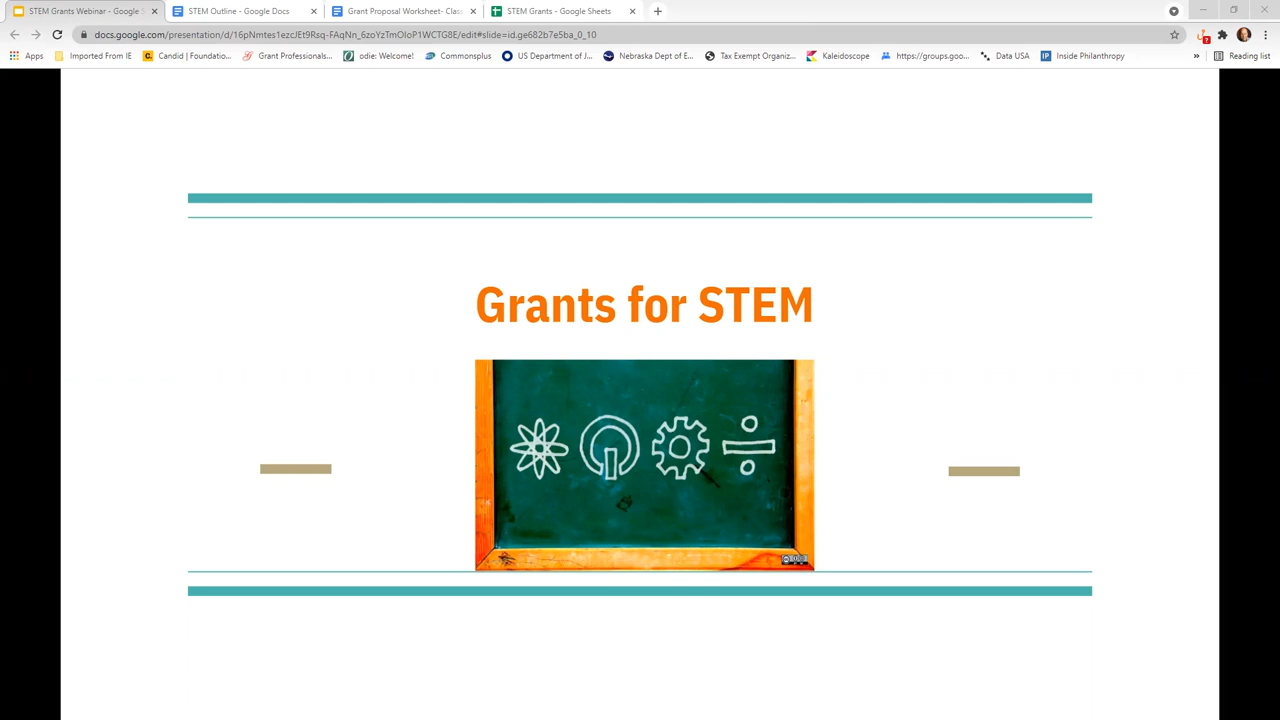 STEM Grants Webinar - Google S
STEM Outline - Google Docs
Grant Proposal Worksheet- Class
STEM Grants - Google Sheets
docs.google.com/presentation/d/16pNmtes1ezcJEt9Rsq-FAqNn_6zoYzTmOIoP1WCTG8E/edit#slide=id.ge682b7e5ba_0_10
Apps
Imported From IE
Candid | Foundatio...
Grant Professionals...
odie: Welcome!
Commonsplus
US Department of J...
Nebraska Dept of E...
Tax Exempt Organiz...
Kaleidoscope
https://groups.goo...
Data USA
Inside Philanthropy
Reading list
Grants for STEM